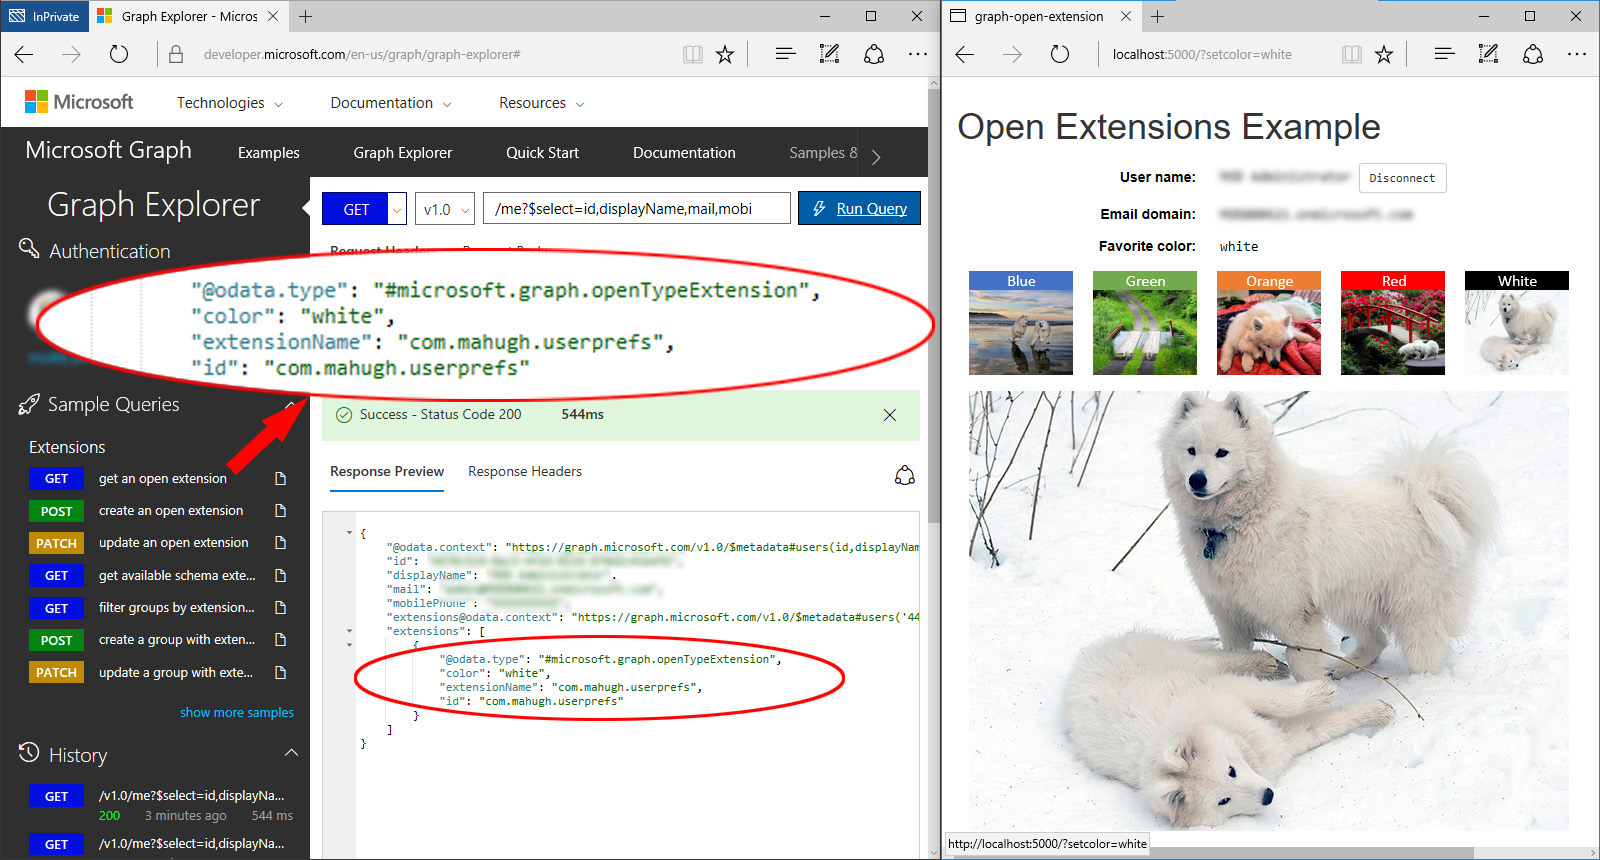 InPrivate
Graph Explorer - Micros
developer.microsoft.com/en-us/graph/graph-explorer#
Microsoft
Technologies
Documentation
Resources
Microsoft Graph
Examples
Graph Explorer
Quick Start
Documentation
Samples &
Graph Explorer
GET
v1.0
/me?$select=id,displayName,mail,mobi
Run Query
Authentication
"@odata.type": "#microsoft.graph.openTypeExtension",
"color": "white",
"extensionName": "com.mahugh.userprefs",
"id": "com.mahugh.userprefs"
Sample Queries
Success - Status Code 200 544ms
Extensions
GET get an open extension
POST create an open extension
PATCH update an open extension
GET get available schema exte...
GET filter groups by extension...
POST create a group with exten...
PATCH update a group with exte...
show more samples
History
GET /v1.0/me?$select=id,displayNa...
200 3 minutes ago 544 ms
GET /v1.0/me?$select=id,displayNa...
Response Preview
Response Headers
{
"@odata.context": "https://graph.microsoft.com/v1.0/$metadata#users(id,displayNam
"id":
"displayName":
"mail":
"mobilePhone":
"extensions@odata.context": "https://graph.microsoft.com/v1.0/$metadata#users('44
"extensions": [
{
"@odata.type": "#microsoft.graph.openTypeExtension",
"color": "white",
"extensionName": "com.mahugh.userprefs",
"id": "com.mahugh.userprefs"
}
]
}
graph-open-extension
localhost:5000/?setcolor=white
Open Extensions Example
User name:
Disconnect
Email domain:
Favorite color: white
Blue
Green
Orange
Red
White
http://localhost:5000/?setcolor=white